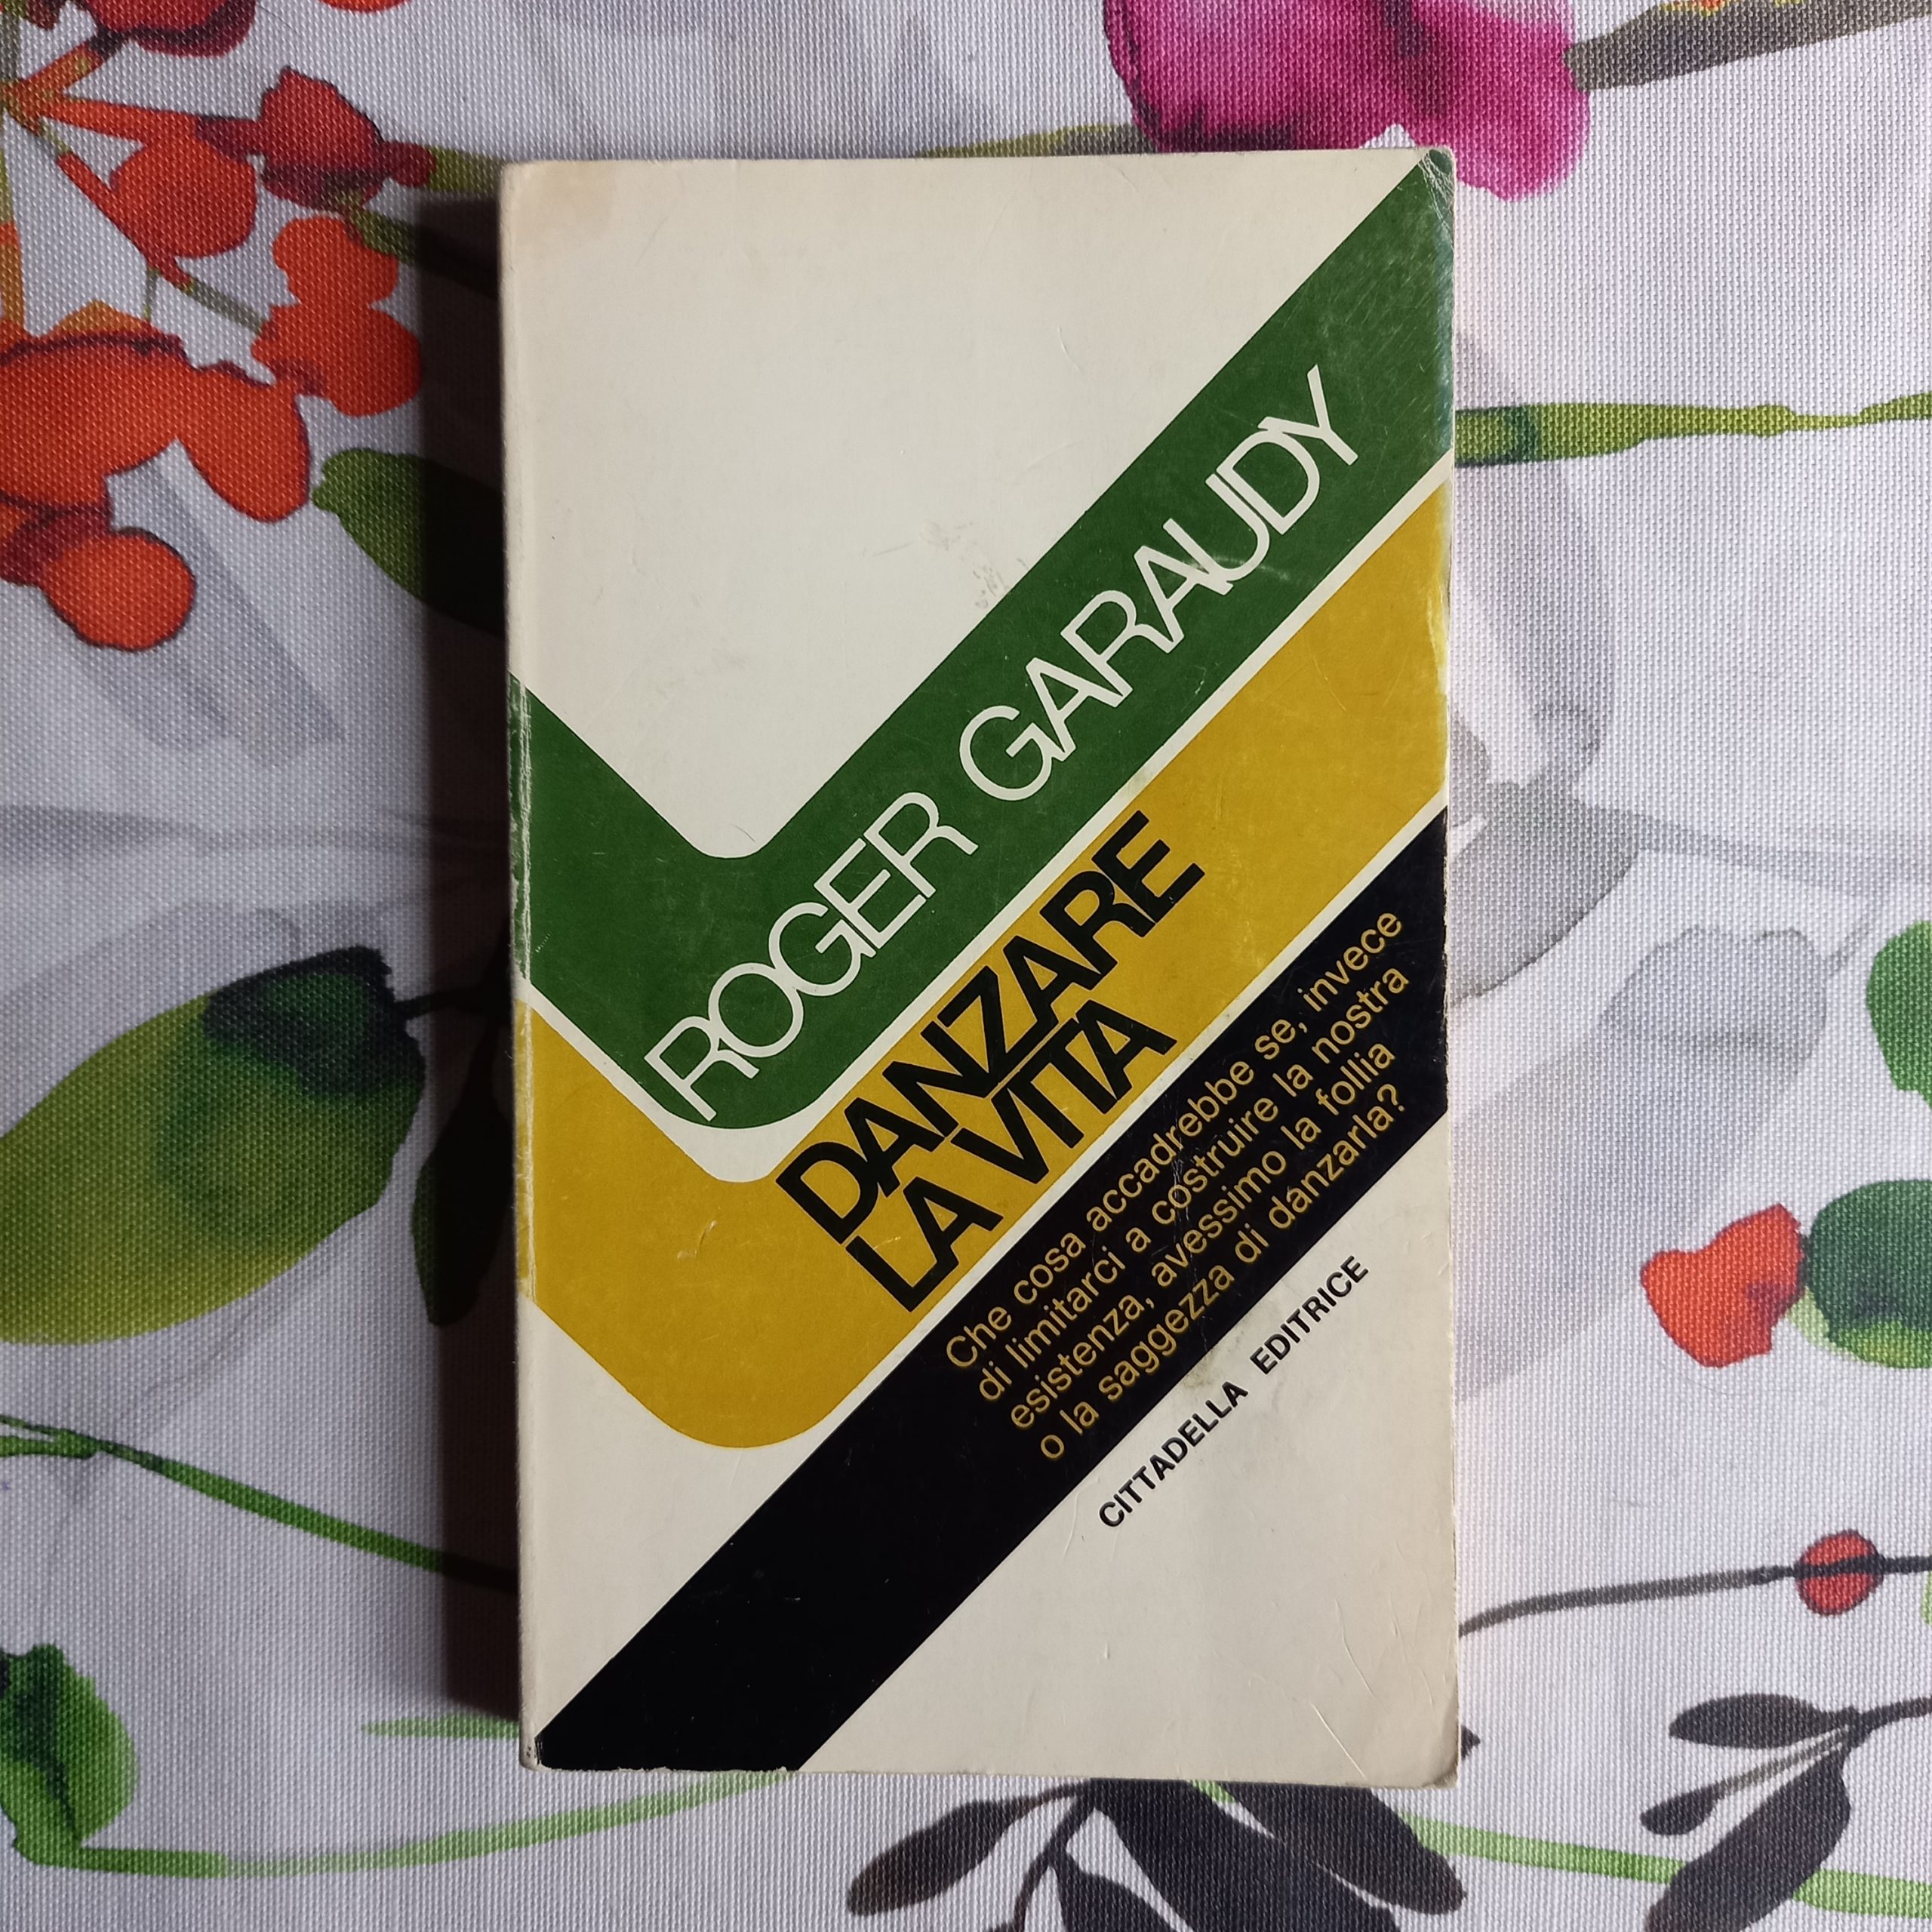 ROGER GARAUDY
DANZARE
LA VITA
Che cosa accadrebbe se, invece
di limitarci a costruire la nostra
esistenza, avessimo la follia
o la saggezza di danzarla?
CITTADELLA EDITRICE